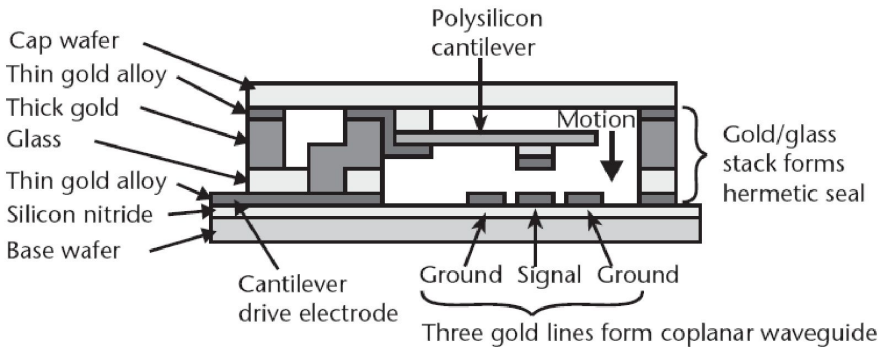 Polysilicon
cantilever
Cap wafer
Thin gold alloy
Thick gold
Glass
Thin gold alloy
Silicon nitride
Base wafer
Motion
Gold/glass
stack forms
hermetic seal
Cantilever
drive electrode
Ground Signal Ground
Three gold lines form coplanar waveguide